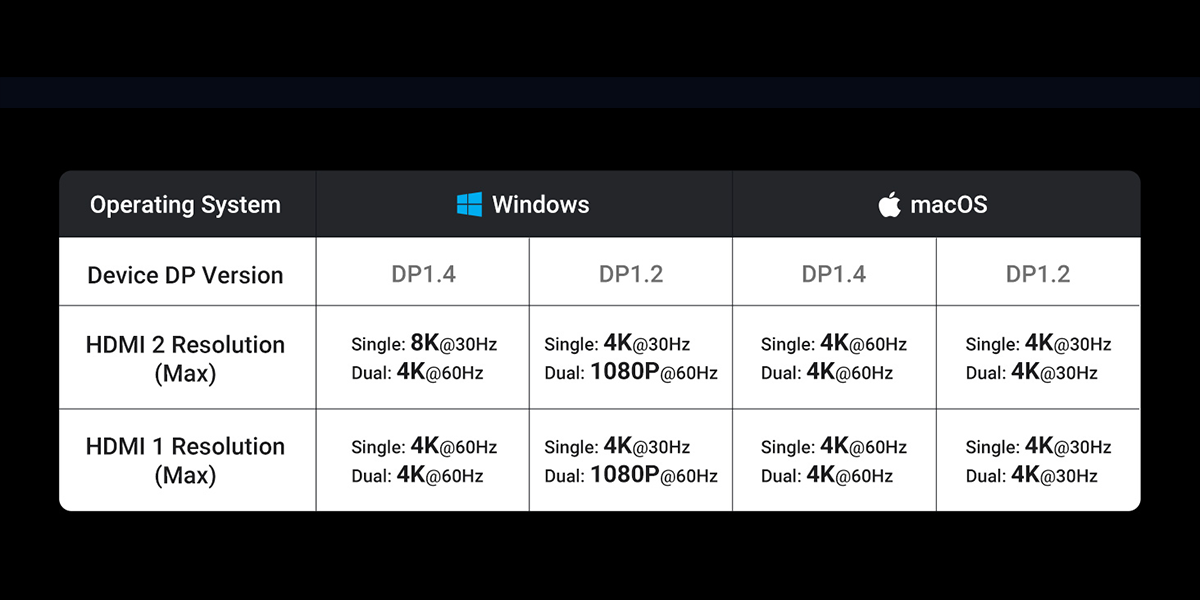 Operating System
Windows
macOS
Device DP Version
DP1.4
DP1.2
DP1.4
DP1.2
HDMI 2 Resolution
(Max)
Single: 8K@30Hz
Dual: 4K@60Hz
Single: 4K@30Hz
Dual: 1080P@60Hz
Single: 4K@60Hz
Dual: 4K@60Hz
Single: 4K@30Hz
Dual: 4K@30Hz
HDMI 1 Resolution
(Max)
Single: 4K@60Hz
Dual: 4K@60Hz
Single: 4K@30Hz
Dual: 1080P@60Hz
Single: 4K@60Hz
Dual: 4K@60Hz
Single: 4K@30Hz
Dual: 4K@30Hz